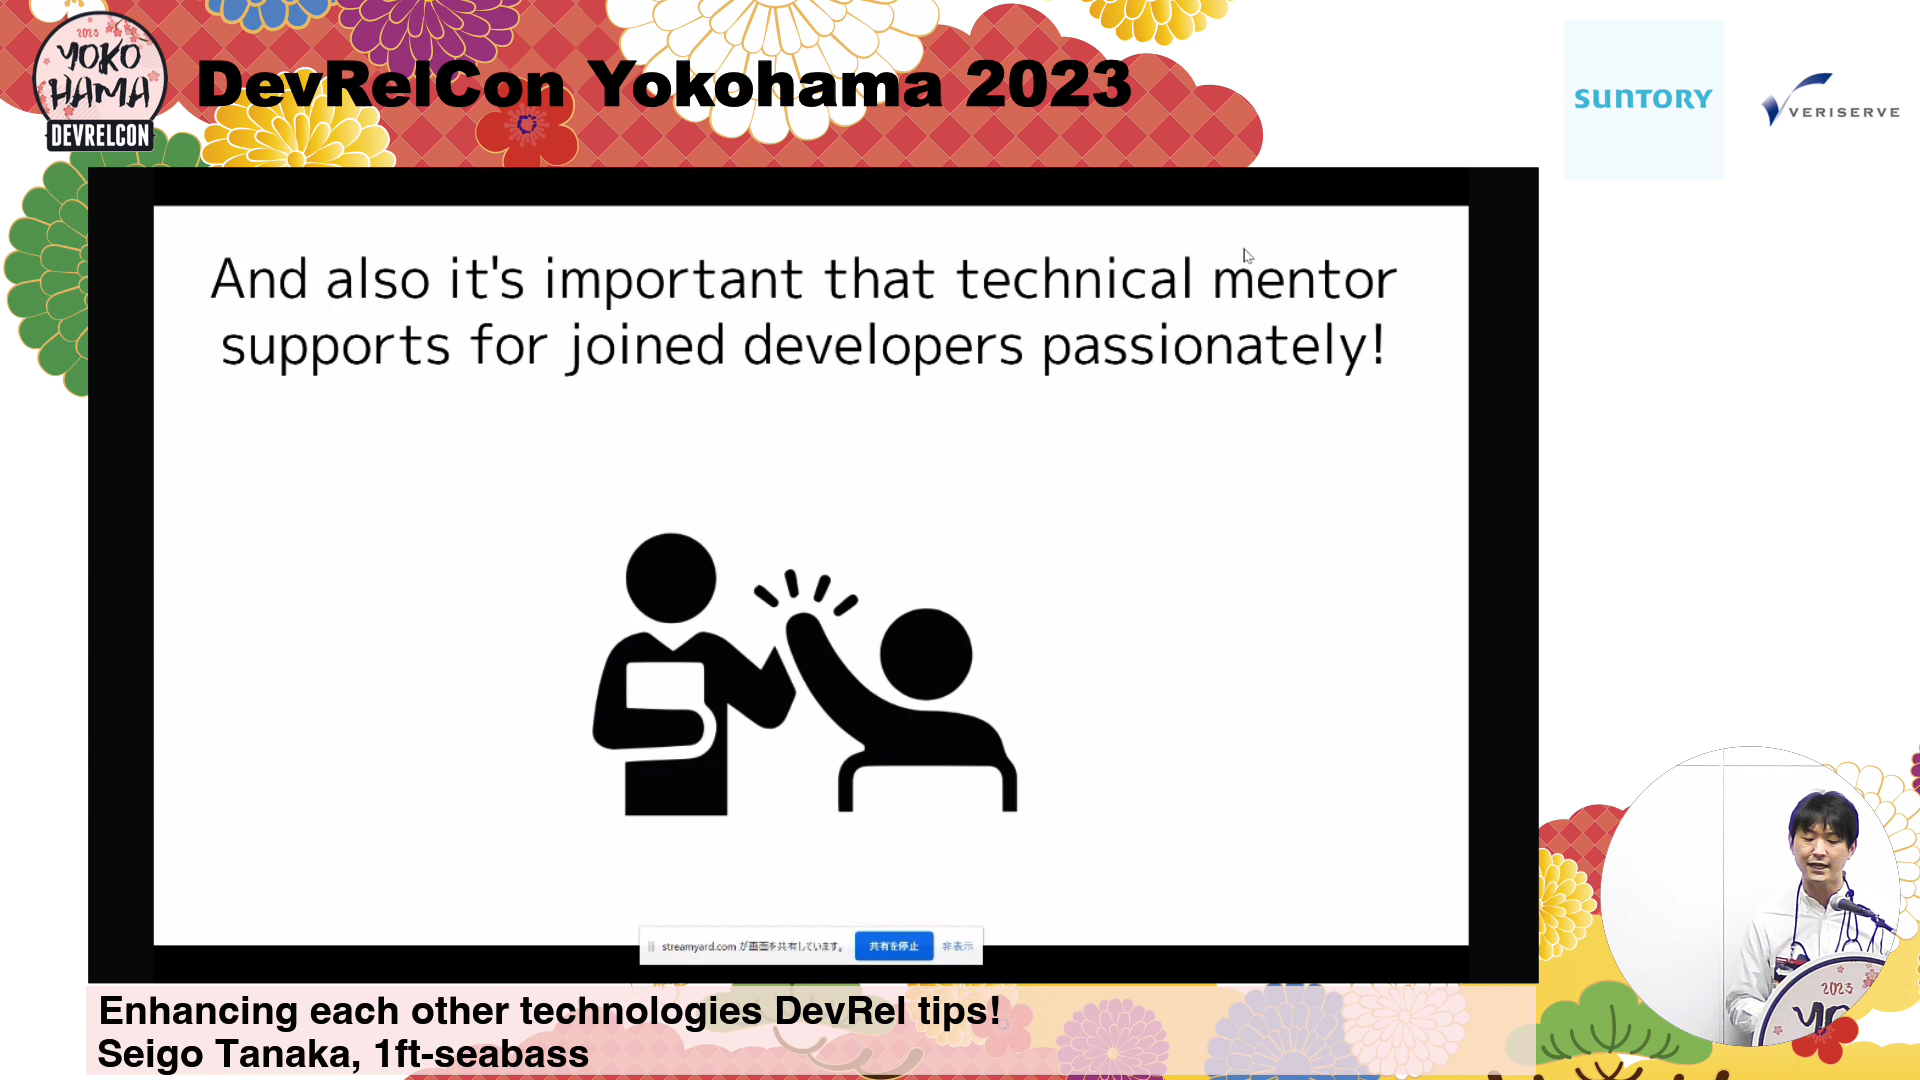 2023
YOKO
HAMA
DEVRELCON
DevRelCon Yokohama 2023
SUNTORY
VERISERVE
And also it's important that technical mentor
supports for joined developers passionately!
streamyard.com が画面を共有しています。
共有を停止
非表示
2023
YO
Enhancing each other technologies DevRel tips!
Seigo Tanaka, 1ft-seabass